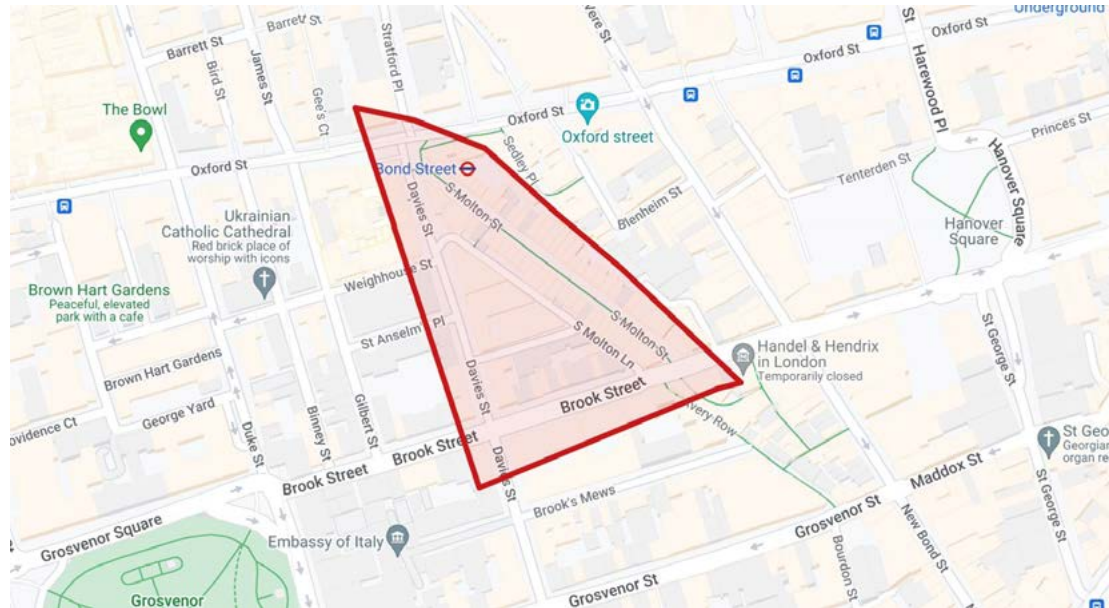 Underground
Barrett St
Bird St
James St
Gee's Ct
Stratford Pl
Vere St
St
Harewood Pl
Oxford St
Oxford St
Oxford St
Oxford St
The Bowl
Oxford street
Princes St
Tenterden St
Hanover Square
Hanover
Square
Bond Street
Sedley Pl
Blenheim St
S Molton St
Davies St
Ukrainian
Catholic Cathedral
Red brick place of
worship with icons
Weighhouse St
Brown Hart Gardens
Peaceful, elevated
park with a cafe
St Anselm's Pl
S Molton St
S Molton Ln
Handel & Hendrix
in London
Temporarily closed
St George St
Brown Hart Gardens
Davies St
Brook Street
George Yard
Gilbert St
Binney St
Duke St
Brook Street
Brook Street
Avery Row
Davies St
Maddox St
St Geo
Georgian
organ re
St George St
Brook's Mews
Grosvenor St
New Bond St
Bourdon St
Grosvenor Square
Embassy of Italy
Grosvenor St
Grosvenor